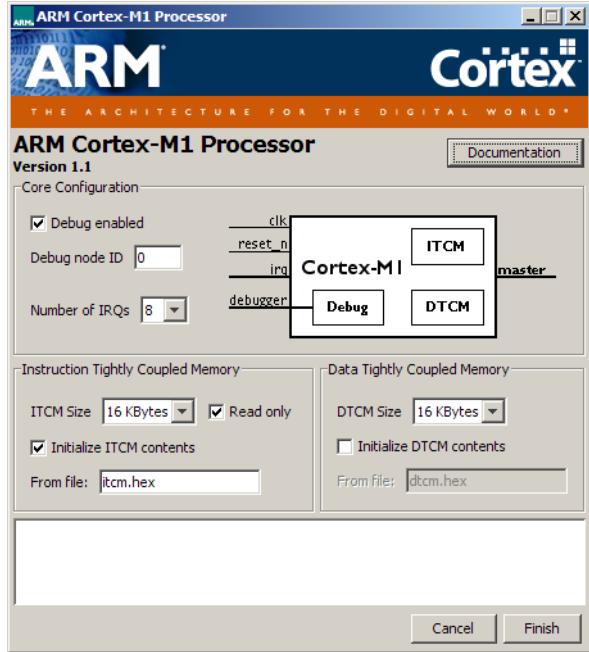 ARM ARM Cortex-M1 Processor
ARM Cortex
THE ARCHITECTURE FOR THE DIGITAL WORLD®
ARM Cortex-M1 Processor
Version 1.1
Documentation
Core Configuration
Debug enabled
Debug node ID 0
Number of IRQs 8
clk
reset_n
irq
debugger
Cortex-M1
ITCM
Debug
DTCM
master
Instruction Tightly Coupled Memory
ITCM Size 16 KBytes Read only
Initialize ITCM contents
From file: itcm.hex
Data Tightly Coupled Memory
DTCM Size 16 KBytes
Initialize DTCM contents
From file: dtcm.hex
Cancel Finish